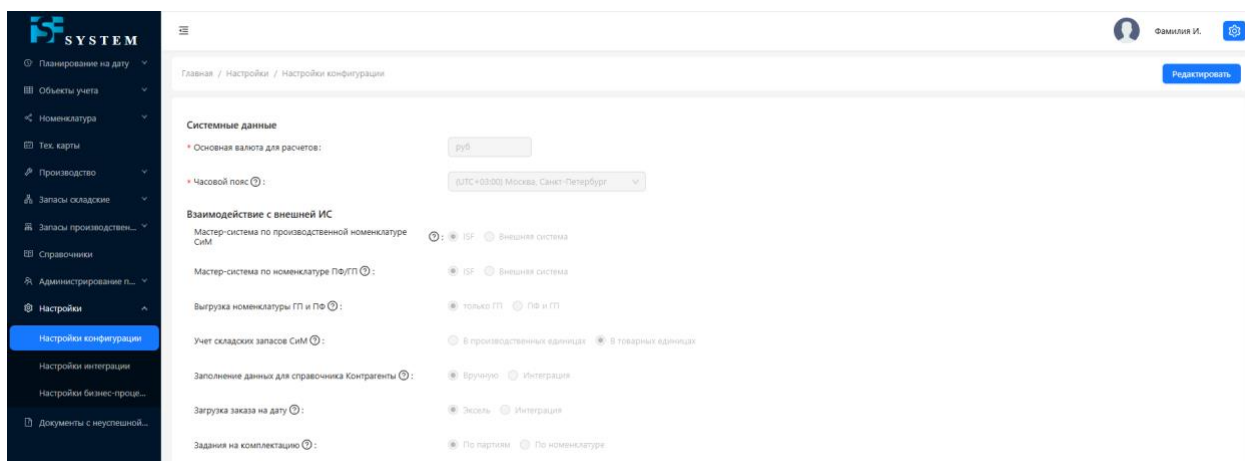 iSF
SYSTEM
Фамилия И.
Планирование на дату
Объекты учета
Номенклатура
Тех. карты
Производство
Запасы складские
Запасы производствен...
Справочники
Администрирование п...
Настройки
Настройки конфигурации
Настройки интеграции
Настройки бизнес-проце...
Документы с неуспешной...
Главная / Настройки / Настройки конфигурации
Редактировать
Системные данные
* Основная валюта для расчетов:
руб
* Часовой пояс ? :
(UTC+03:00) Москва, Санкт-Петербург
Взаимодействие с внешней ИС
Мастер-система по производственной номенклатуре
СиМ
? : ISF Внешняя система
Мастер-система по номенклатуре ПФ/ГП ? : ISF Внешняя система
Выгрузка номенклатуры ГП и ПФ ? : только ГП ПФ и ГП
Учет складских запасов СиМ ? : В производственных единицах В товарных единицах
Заполнение данных для справочника Контрагенты ? : Вручную Интеграция
Загрузка заказа на дату ? : Эксель Интеграция
Задания на комплектацию ? : По партиям По номенклатуре